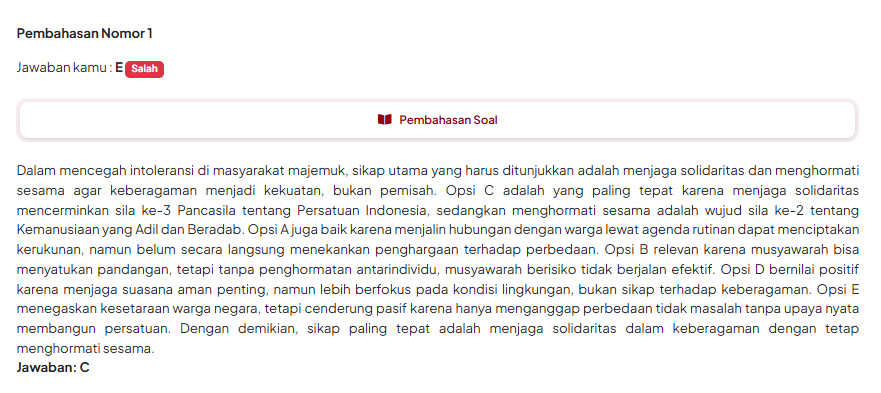 Pembahasan Nomor 1
Jawaban kamu : E Salah
Pembahasan Soal
Dalam mencegah intoleransi di masyarakat majemuk, sikap utama yang harus ditunjukkan adalah menjaga solidaritas dan menghormati
sesama agar keberagaman menjadi kekuatan, bukan pemisah. Opsi C adalah yang paling tepat karena menjaga solidaritas
mencerminkan sila ke-3 Pancasila tentang Persatuan Indonesia, sedangkan menghormati sesama adalah wujud sila ke-2 tentang
Kemanusiaan yang Adil dan Beradab. Opsi A juga baik karena menjalin hubungan dengan warga lewat agenda rutinan dapat menciptakan
kerukunan, namun belum secara langsung menekankan penghargaan terhadap perbedaan. Opsi B relevan karena musyawarah bisa
menyatukan pandangan, tetapi tanpa penghormatan antarindividu, musyawarah berisiko tidak berjalan efektif. Opsi D bernilai positif
karena menjaga suasana aman penting, namun lebih berfokus pada kondisi lingkungan, bukan sikap terhadap keberagaman. Opsi E
menegaskan kesetaraan warga negara, tetapi cenderung pasif karena hanya menganggap perbedaan tidak masalah tanpa upaya nyata
membangun persatuan. Dengan demikian, sikap paling tepat adalah menjaga solidaritas dalam keberagaman dengan tetap
menghormati sesama.
Jawaban: C